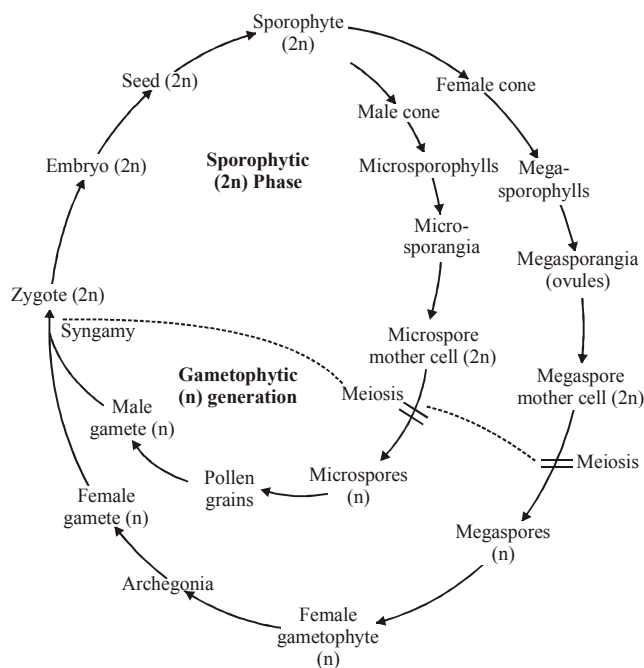 Sporophyte
(2n)
Seed (2n)
Female cone
Male cone
Embryo (2n)
Sporophytic
(2n) Phase
Microsporophylls
Mega-
sporophylls
Micro-
sporangia
Megasporangia
(ovules)
Zygote (2n)
Syngamy
Microspore
mother cell (2n)
Gametophytic
(n) generation
Megaspore
mother cell (2n)
Meiosis
Male
gamete (n)
Meiosis
Microspores
(n)
Pollen
grains
Female
gamete (n)
Megaspores
(n)
Archegonia
Female
gametophyte
(n)